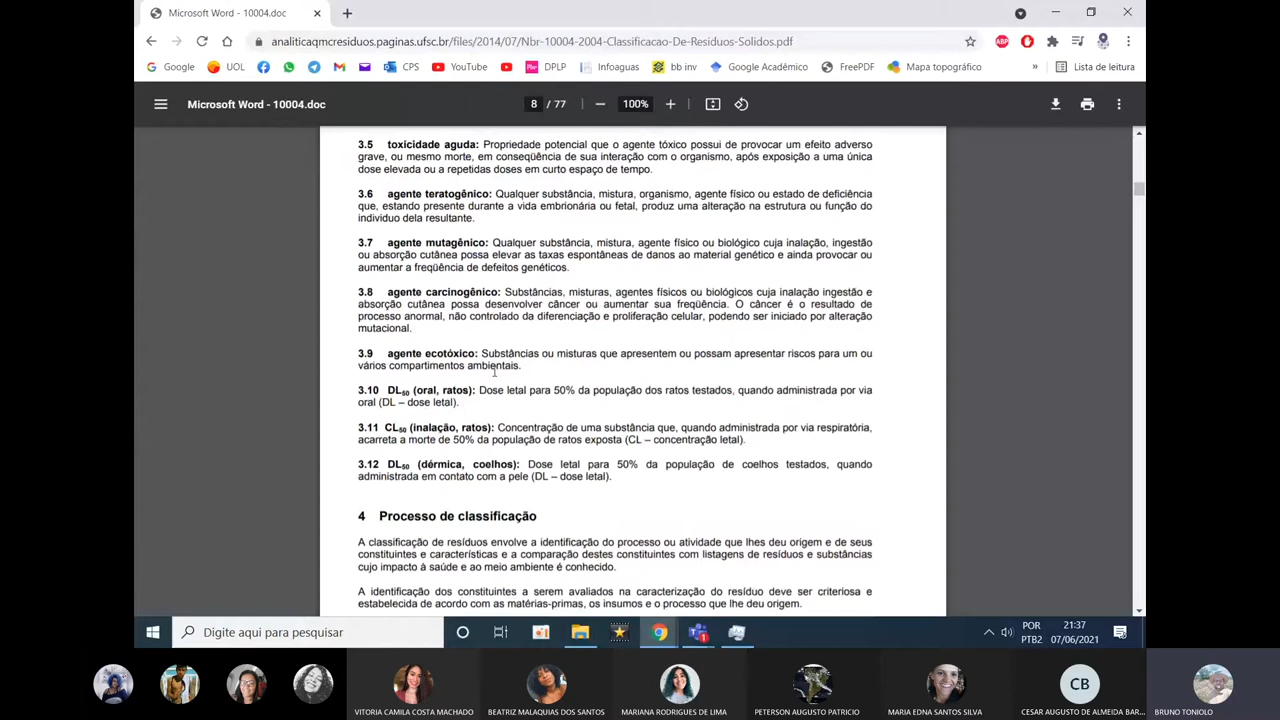 Microsoft Word - 10004.doc
analiticaqmcresiduos.paginas.ufsc.br/files/2014/07/Nbr-10004-2004-Classificacao-De-Residuos-Solidos.pdf
ABP
Google UOL CPS YouTube DPLP Infoaguas bb inv Google Acadêmico FreePDF Mapa topográfico » Lista de leitura
Microsoft Word - 10004.doc 8 / 77 100%
3.5 toxicidade aguda: Propriedade potencial que o agente tóxico possui de provocar um efeito adverso
grave, ou mesmo morte, em conseqüência de sua interação com o organismo, após exposição a uma única
dose elevada ou a repetidas doses em curto espaço de tempo.
3.6 agente teratogênico: Qualquer substância, mistura, organismo, agente físico ou estado de deficiência
que, estando presente durante a vida embrionária ou fetal, produz uma alteração na estrutura ou função do
individuo dela resultante.
3.7 agente mutagênico: Qualquer substância, mistura, agente físico ou biológico cuja inalação, ingestão
ou absorção cutânea possa elevar as taxas espontâneas de danos ao material genético e ainda provocar ou
aumentar a freqüência de defeitos genéticos.
3.8 agente carcinogênico: Substâncias, misturas, agentes físicos ou biológicos cuja inalação ingestão e
absorção cutânea possa desenvolver câncer ou aumentar sua freqüência. O câncer é o resultado de
processo anormal, não controlado da diferenciação e proliferação celular, podendo ser iniciado por alteração
mutacional.
3.9 agente ecotóxico: Substâncias ou misturas que apresentem ou possam apresentar riscos para um ou
vários compartimentos ambientais.
3.10 DL50 (oral, ratos): Dose letal para 50% da população dos ratos testados, quando administrada por via
oral (DL – dose letal).
3.11 CL50 (inalação, ratos): Concentração de uma substância que, quando administrada por via respiratória,
acarreta a morte de 50% da população de ratos exposta (CL – concentração letal).
3.12 DL50 (dérmica, coelhos): Dose letal para 50% da população de coelhos testados, quando
administrada em contato com a pele (DL – dose letal).
4 Processo de classificação
A classificação de resíduos envolve a identificação do processo ou atividade que lhes deu origem e de seus
constituintes e características e a comparação destes constituintes com listagens de resíduos e substâncias
cujo impacto à saúde e ao meio ambiente é conhecido.
A identificação dos constituintes a serem avaliados na caracterização do resíduo deve ser criteriosa e
estabelecida de acordo com as matérias-primas, os insumos e o processo que lhe deu origem.
Digite aqui para pesquisar
POR 21:37
PTB2 07/06/2021
CB
VITORIA CAMILA COSTA MACHADO BEATRIZ MALAQUIAS DOS SANTOS MARIANA RODRIGUES DE LIMA PETERSON AUGUSTO PATRICIO MARIA EDNA SANTOS SILVA CESAR AUGUSTO DE ALMEIDA BAR... BRUNO TONIOLO